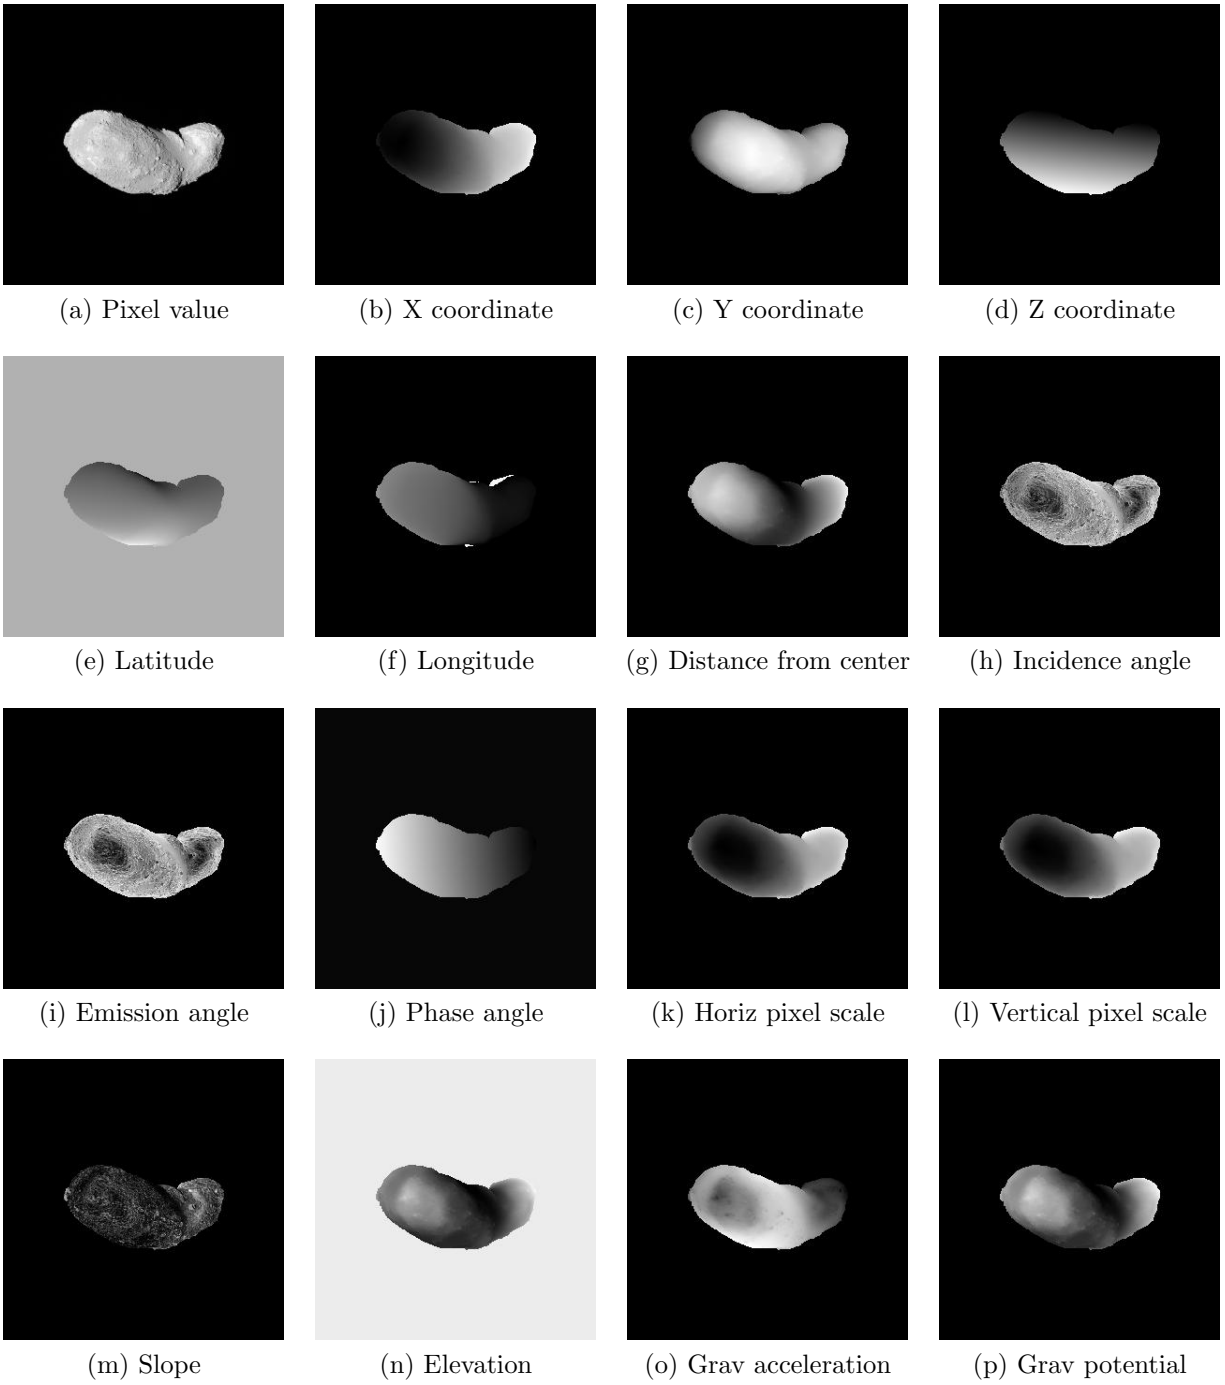 (a) Pixel value
(b) X coordinate
(c) Y coordinate
(d) Z coordinate
(e) Latitude
(f) Longitude
(g) Distance from center
(h) Incidence angle
(i) Emission angle
(j) Phase angle
(k) Horiz pixel scale
(l) Vertical pixel scale
(m) Slope
(n) Elevation
(o) Grav acceleration
(p) Grav potential